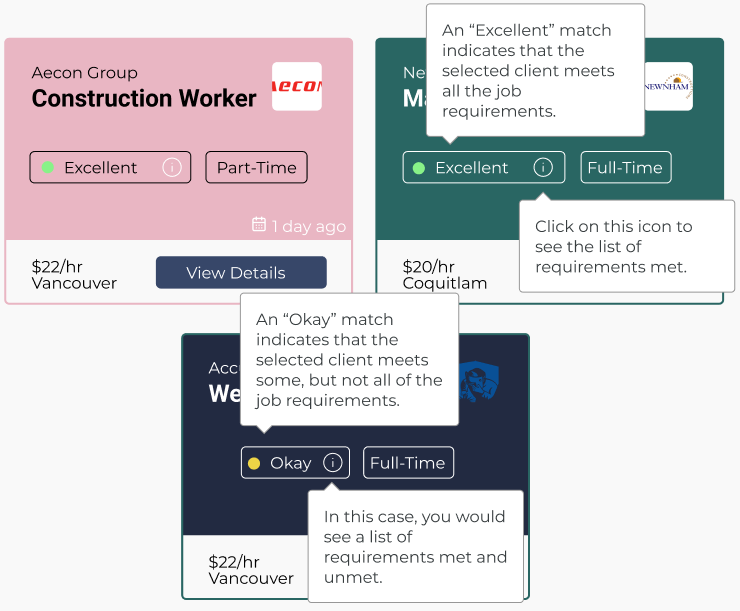 Aecon Group
Construction Worker
AECON
Excellent
Part-Time
1 day ago
$22/hr
Vancouver
View Details
An “Excellent” match
indicates that the
selected client meets
all the job
requirements.
NEWNHAM
Excellent
Full-Time
Click on this icon to
see the list of
requirements met.
$20/hr
Coquitlam
An “Okay” match
indicates that the
selected client meets
some, but not all of the
job requirements.
Okay
Full-Time
In this case, you would
see a list of
requirements met and
unmet.
$22/hr
Vancouver